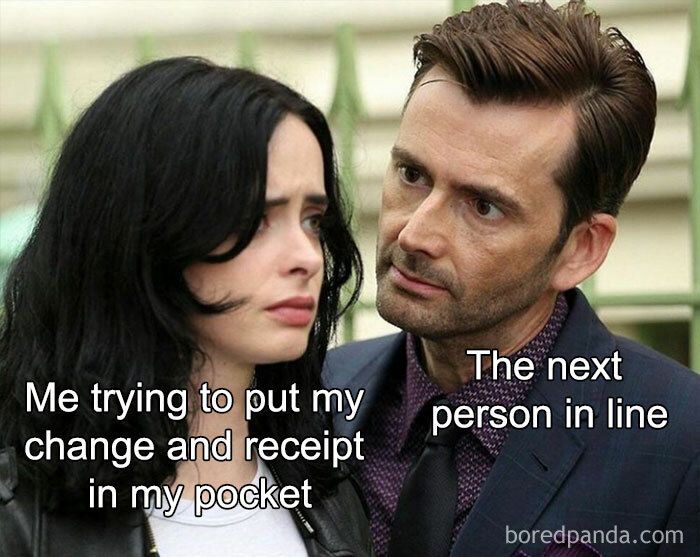 Me trying to put my
change and receipt
in my pocket
The next
person in line
boredpanda.com